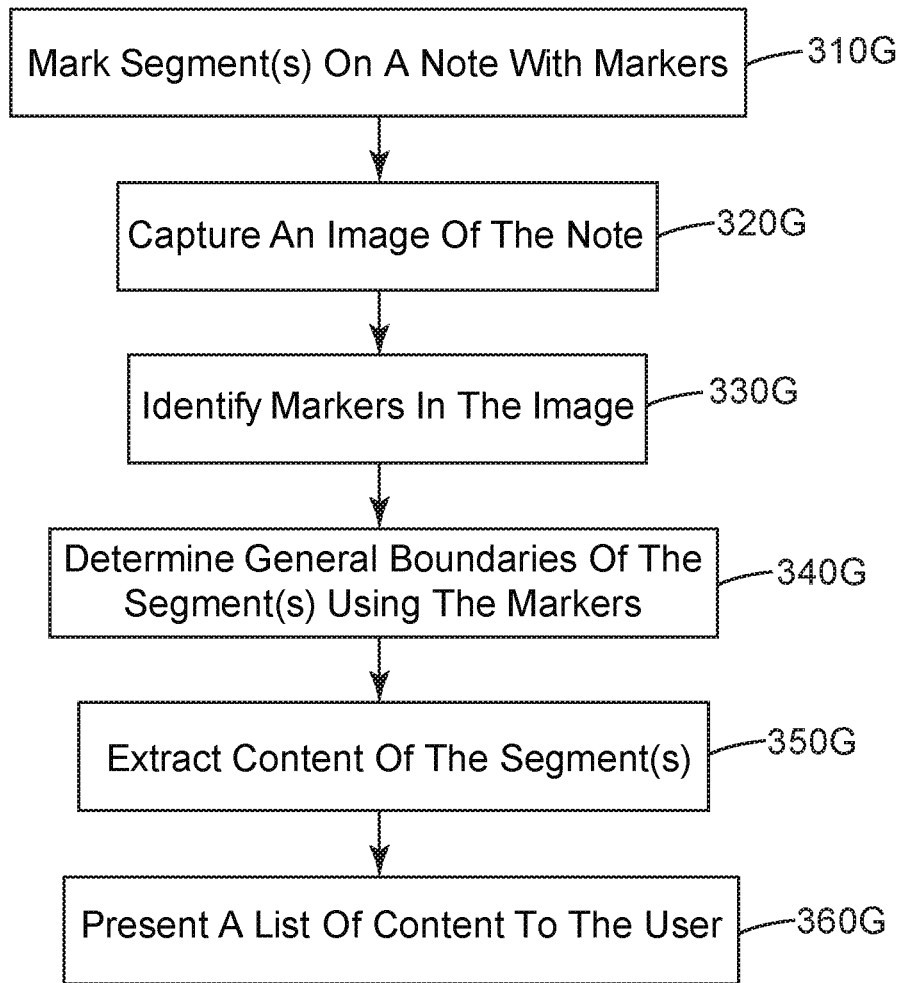 Mark Segment(s) On A Note With Markers
310G
Capture An Image Of The Note
320G
Identify Markers In The Image
330G
Determine General Boundaries Of The
Segment(s) Using The Markers
340G
Extract Content Of The Segment(s)
350G
Present A List Of Content To The User
360G